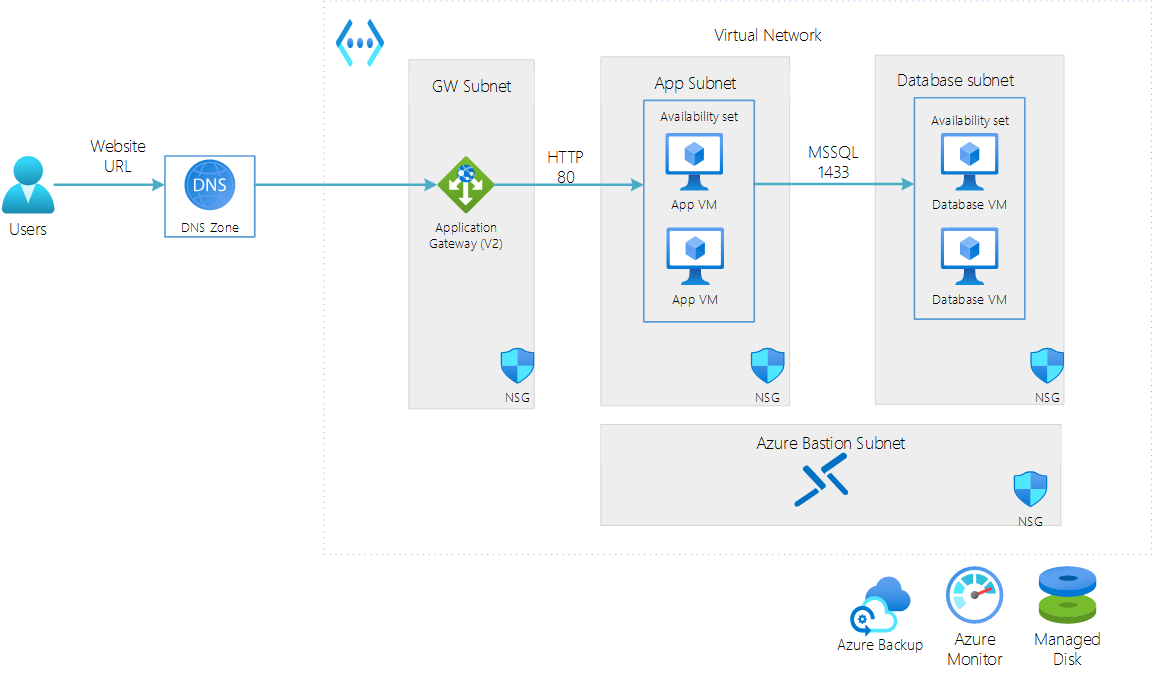 Virtual Network
GW Subnet
App Subnet
Database subnet
Availability set
Availability set
Website
URL
HTTP
80
MSSQL
1433
DNS
Users
DNS Zone
Application
Gateway (V2)
App VM
Database VM
App VM
Database VM
NSG
NSG
NSG
Azure Bastion Subnet
NSG
Azure Backup
Azure
Monitor
Managed
Disk